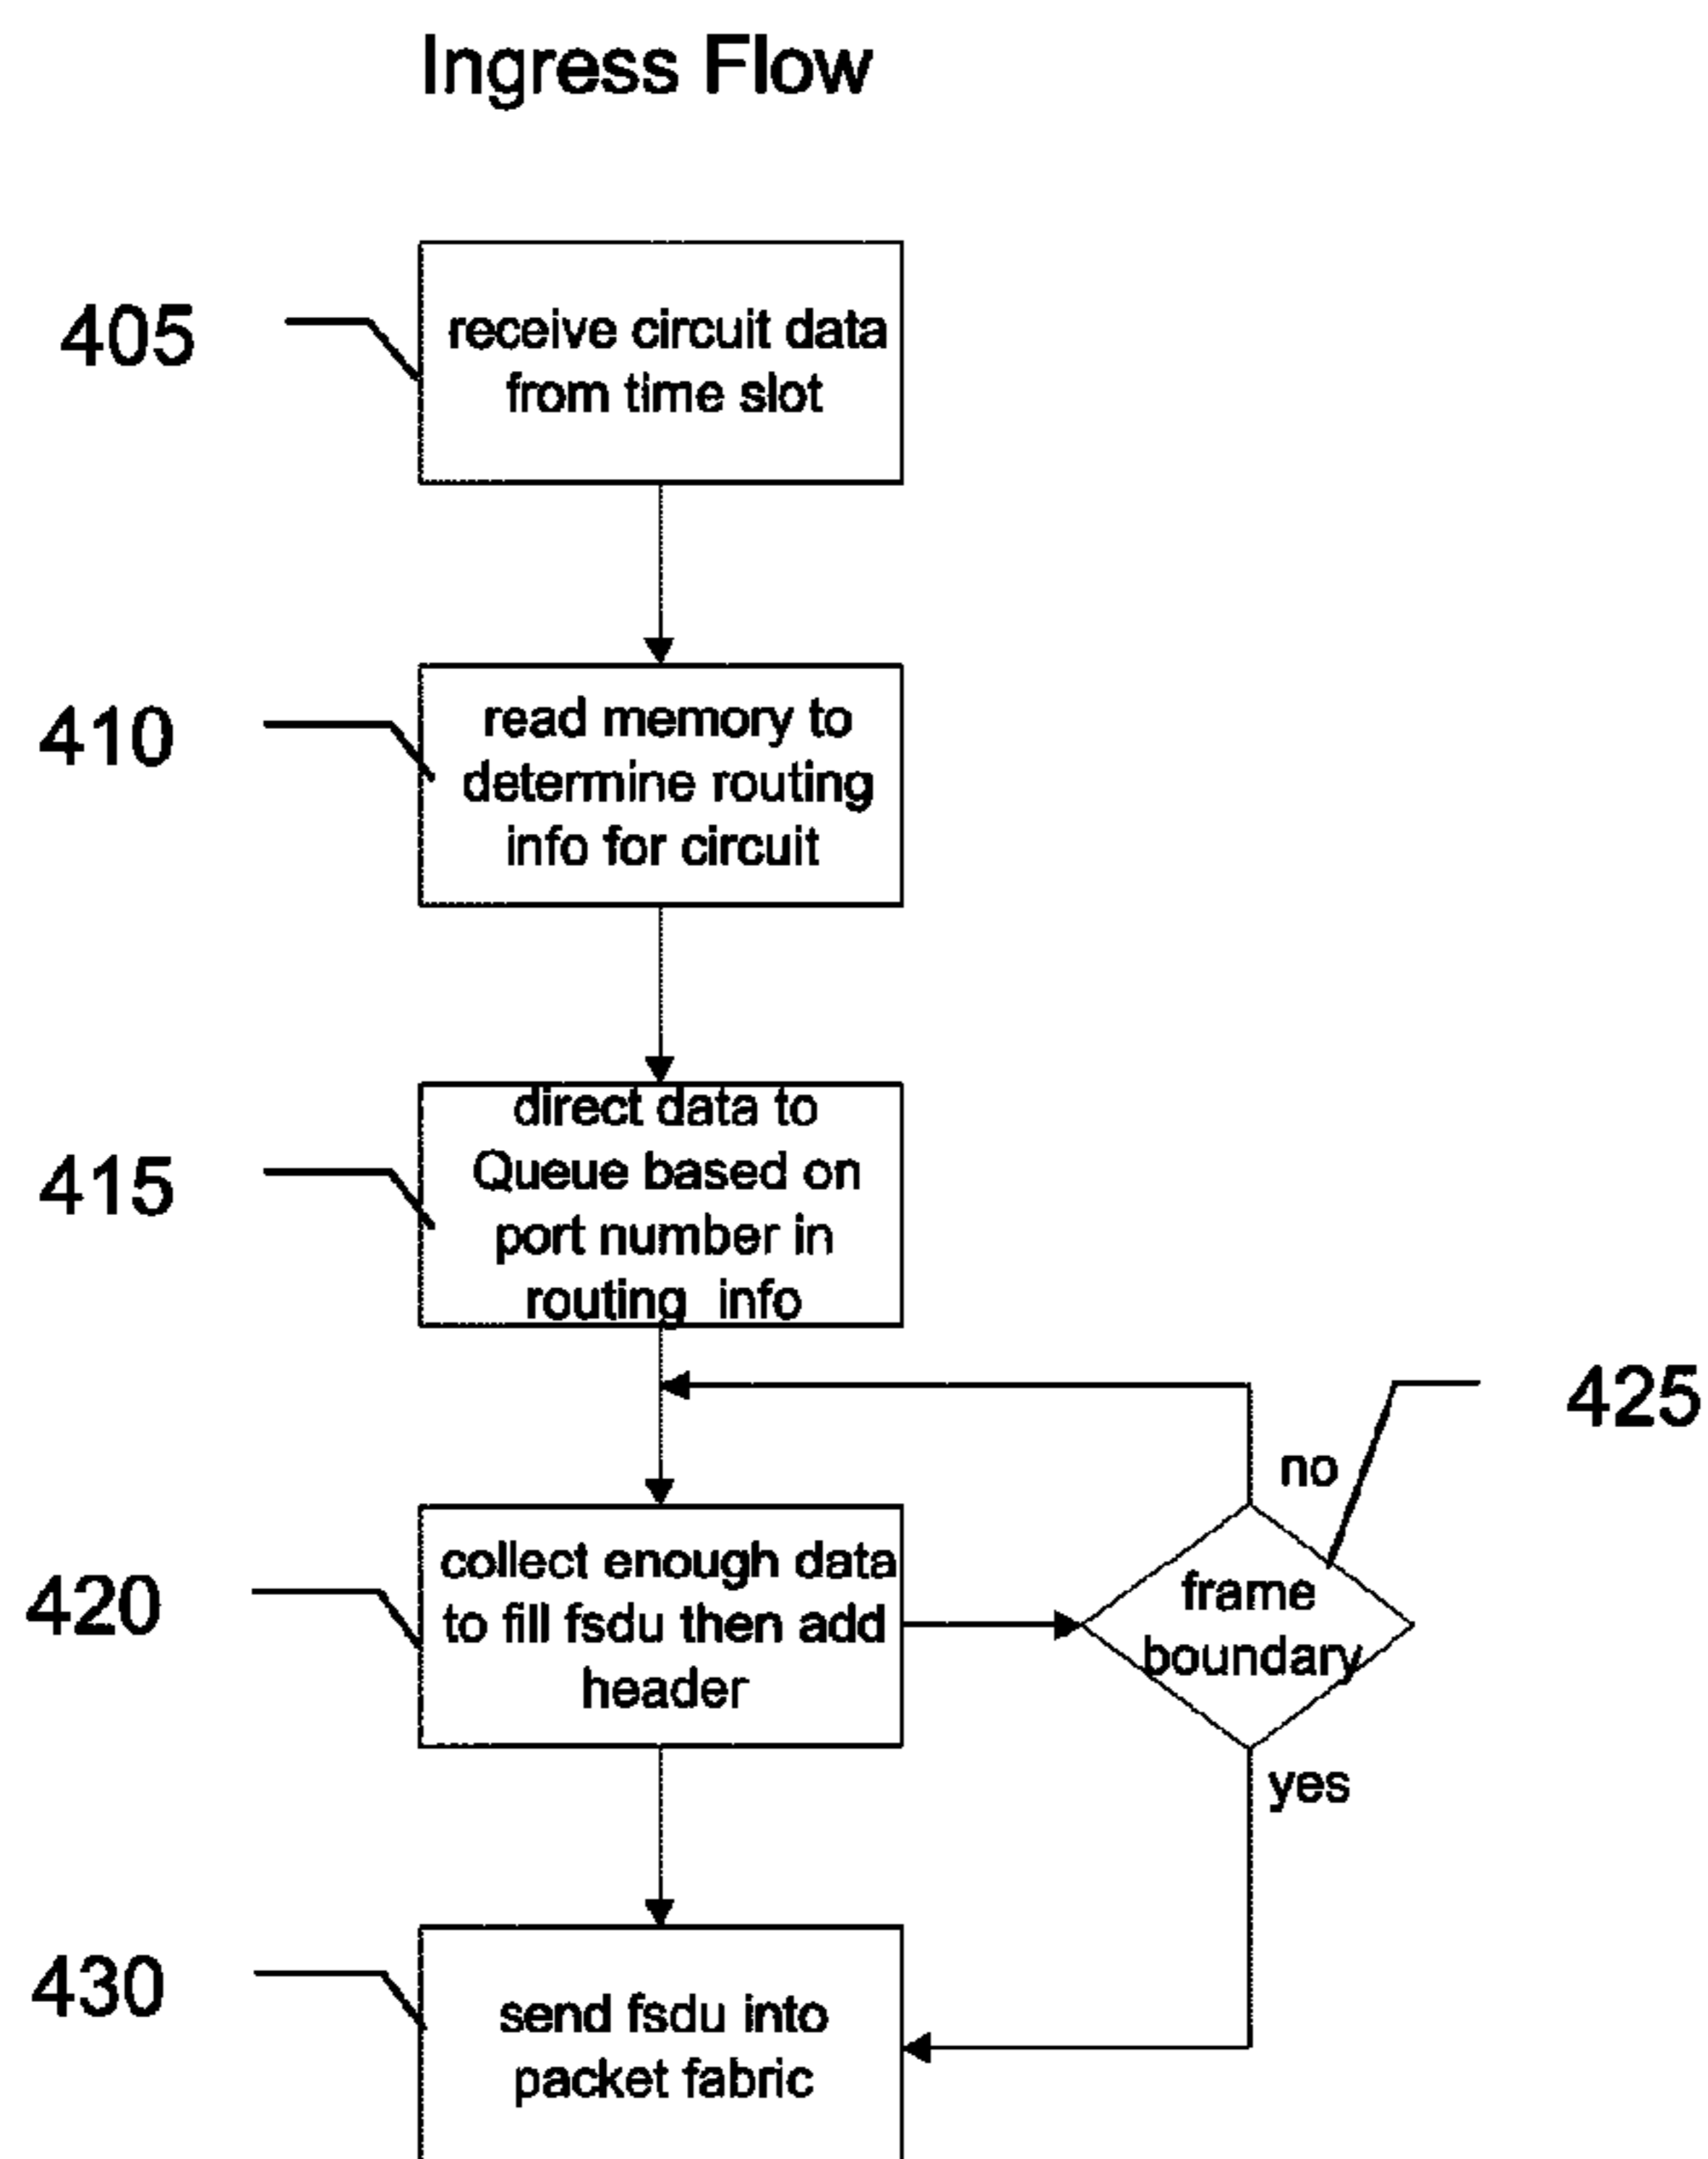 Ingress Flow
405
receive circuit data
from time slot
410
read memory to
determine routing
info for circuit
415
direct data to
Queue based on
port number in
routing info
425
no
420
collect enough data
to fill fsdu then add
header
frame
boundary
yes
430
send fsdu into
packet fabric